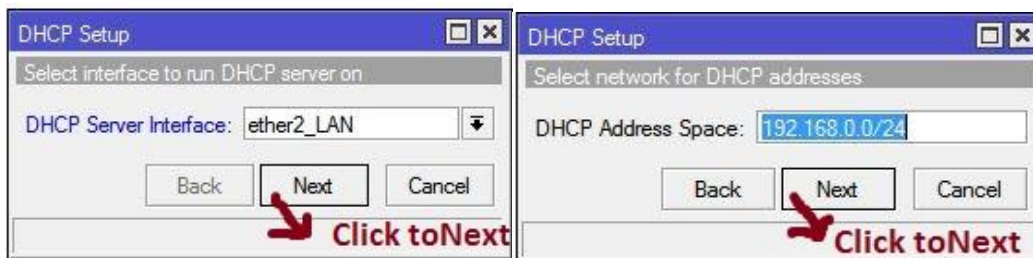 DHCP Setup
Select interface to run DHCP server on
DHCP Server Interface: ether2_LAN
Back Next Cancel
Click toNext
DHCP Setup
Select network for DHCP addresses
DHCP Address Space: 192.168.0.0/24
Back Next Cancel
Click toNext